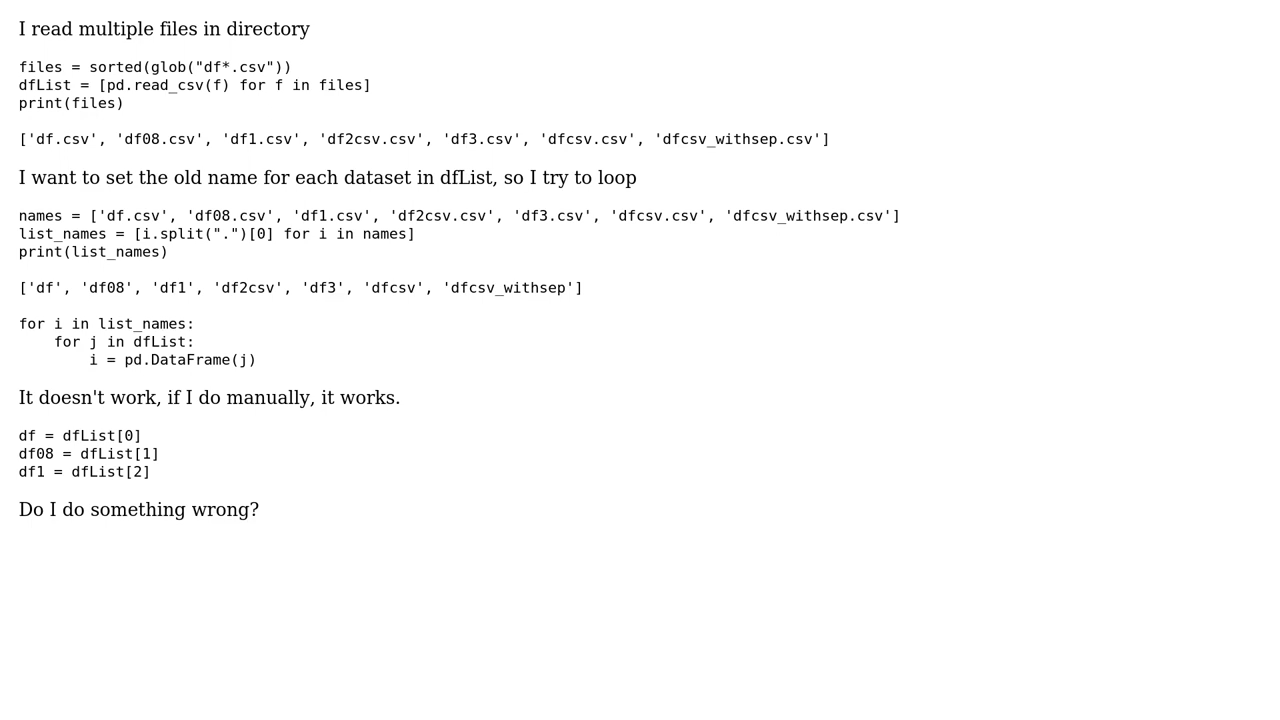 I read multiple files in directory
files = sorted(glob("df*.csv"))
dfList = [pd.read_csv(f) for f in files]
print(files)
['df.csv', 'df08.csv', 'df1.csv', 'df2csv.csv', 'df3.csv', 'dfcsv.csv', 'dfcsv_withsep.csv']
I want to set the old name for each dataset in dfList, so I try to loop
names = ['df.csv', 'df08.csv', 'df1.csv', 'df2csv.csv', 'df3.csv', 'dfcsv.csv', 'dfcsv_withsep.csv']
list_names = [i.split(".")[0] for i in names]
print(list_names)
['df', 'df08', 'df1', 'df2csv', 'df3', 'dfcsv', 'dfcsv_withsep']
for i in list_names:
    for j in dfList:
        i = pd.DataFrame(j)
It doesn't work, if I do manually, it works.
df = dfList[0]
df08 = dfList[1]
df1 = dfList[2]
Do I do something wrong?